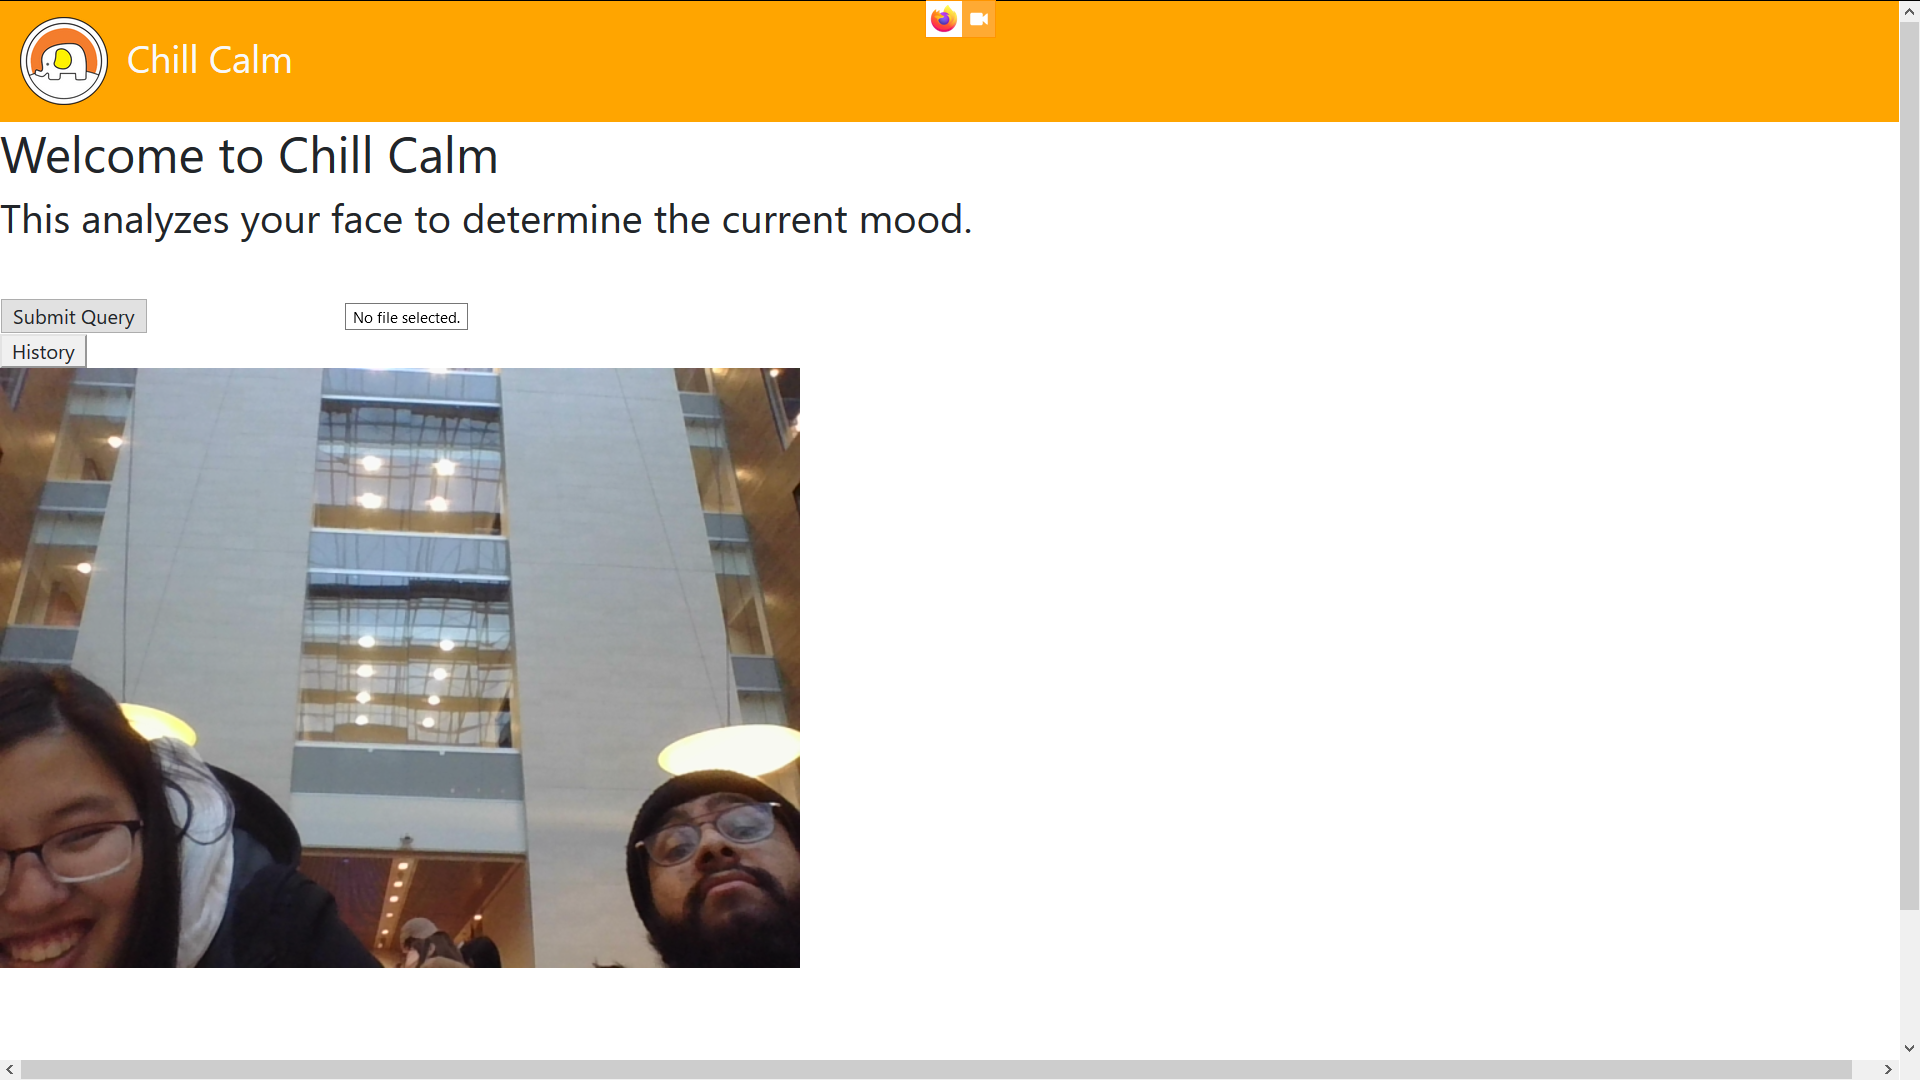 Chill Calm
Welcome to Chill Calm
This analyzes your face to determine the current mood.
Submit Query
No file selected.
History